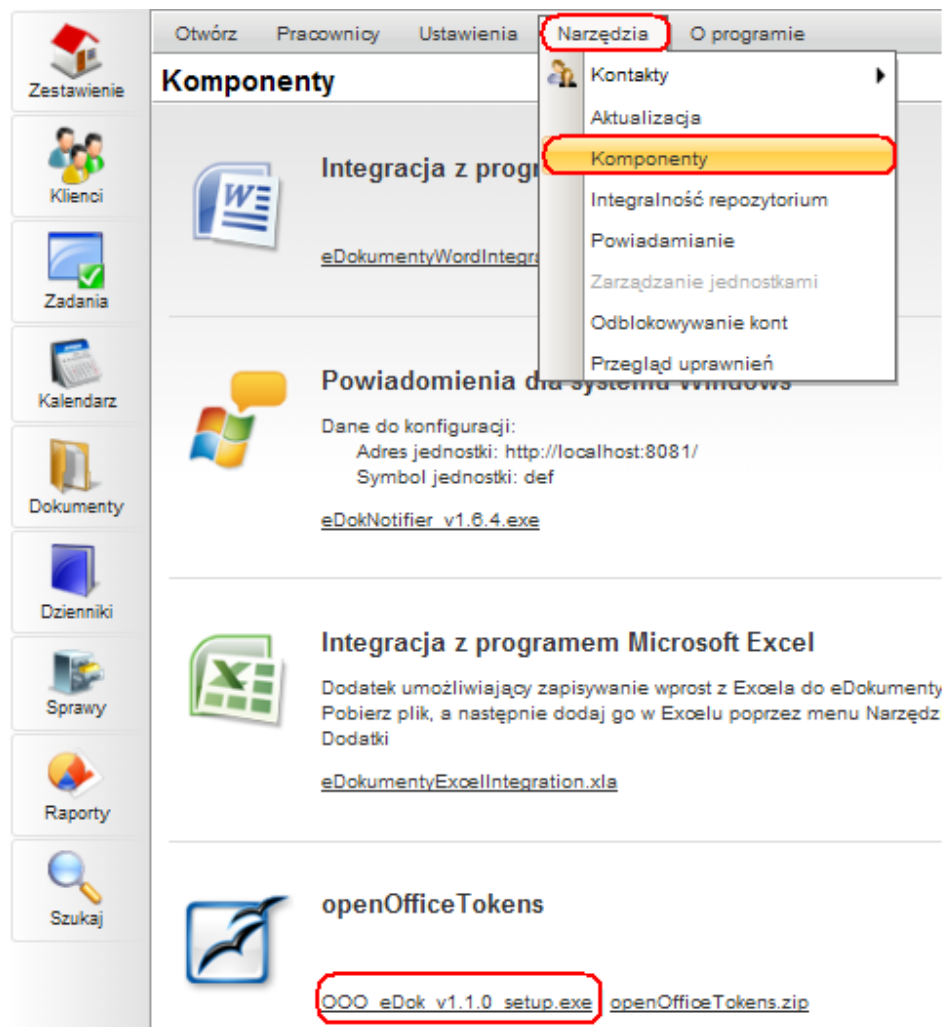 Otwórz Pracownicy Ustawienia Narzędzia O programie
Zestawienie
Klienci
Zadania
Kalendarz
Dokumenty
Dzienniki
Sprawy
Raporty
Szukaj
Komponenty
Kontakty
Aktualizacja
Komponenty
Integralność repozytorium
Powiadamianie
Zarządzanie jednostkami
Odblokowywanie kont
Przegląd uprawnień
Integracja z
Powiadomienia dla systemu Windows
Dane do konfiguracji:
Adres jednostki: http://localhost:8081/
Symbol jednostki: def
eDokNotifier_v1.6.4.exe
Integracja z programem Microsoft Excel
Dodatek umożliwiający zapisywanie wprost z Excela do eDokumenty
Pobierz plik, a następnie dodaj go w Excelu poprzez menu
Dodatki
eDokumentyExcelIntegration.xla
openOfficeTokens
OOO_eDok_v1.1.0_setup.exe openOfficeTokens.zip